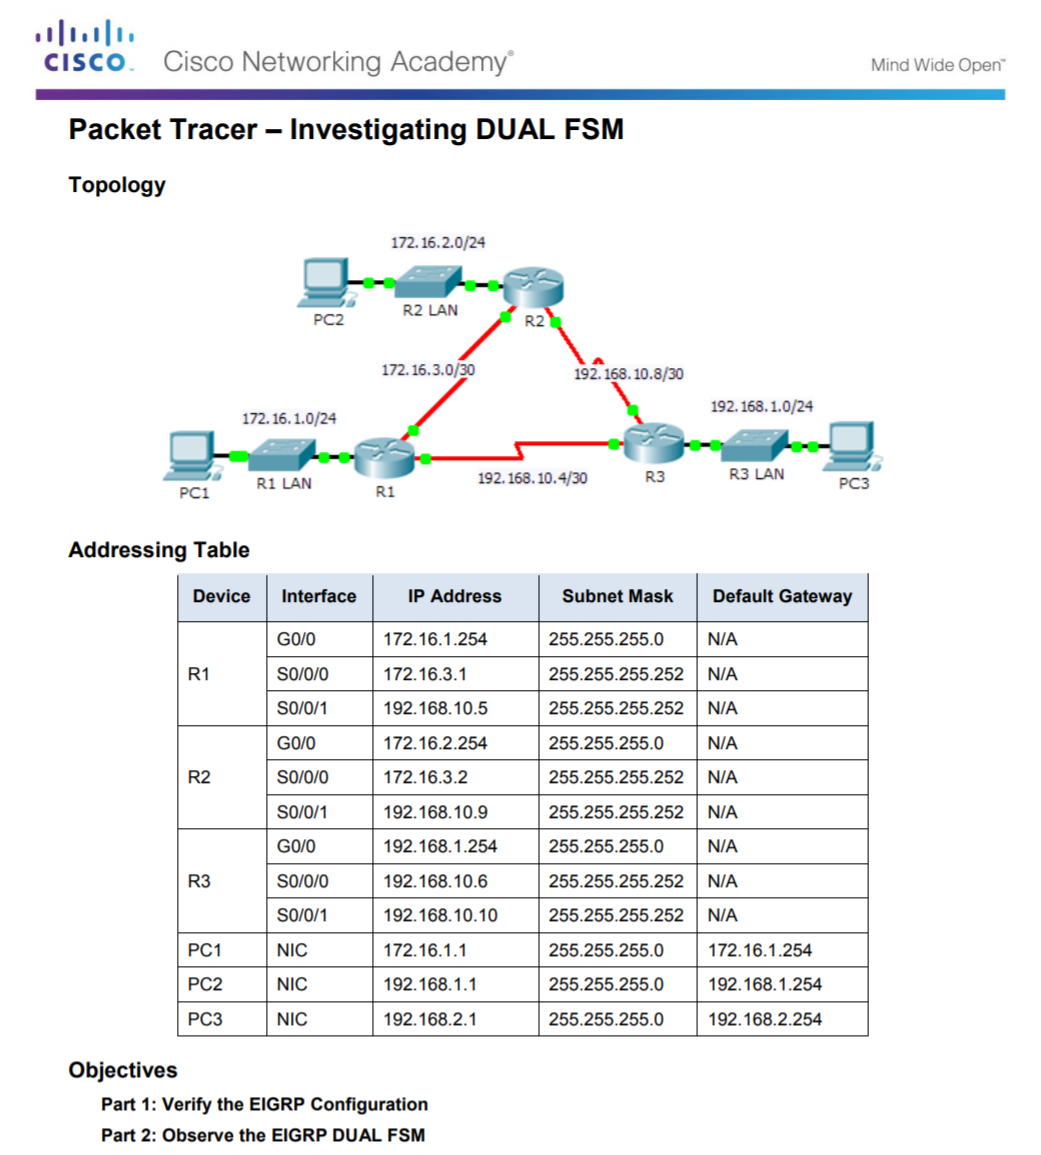 CISCO. Cisco Networking Academy® Mind Wide Open™
Packet Tracer – Investigating DUAL FSM
Topology
172.16.2.0/24
PC2 R2 LAN R2
172.16.3.0/30 192.168.10.8/30
172.16.1.0/24 192.168.1.0/24
PC1 R1 LAN R1 192.168.10.4/30 R3 R3 LAN PC3
Addressing Table
Device Interface IP Address Subnet Mask Default Gateway
R1 G0/0 172.16.1.254 255.255.255.0 N/A
S0/0/0 172.16.3.1 255.255.255.252 N/A
S0/0/1 192.168.10.5 255.255.255.252 N/A
R2 G0/0 172.16.2.254 255.255.255.0 N/A
S0/0/0 172.16.3.2 255.255.255.252 N/A
S0/0/1 192.168.10.9 255.255.255.252 N/A
R3 G0/0 192.168.1.254 255.255.255.0 N/A
S0/0/0 192.168.10.6 255.255.255.252 N/A
S0/0/1 192.168.10.10 255.255.255.252 N/A
PC1 NIC 172.16.1.1 255.255.255.0 172.16.1.254
PC2 NIC 192.168.1.1 255.255.255.0 192.168.1.254
PC3 NIC 192.168.2.1 255.255.255.0 192.168.2.254
Objectives
Part 1: Verify the EIGRP Configuration
Part 2: Observe the EIGRP DUAL FSM